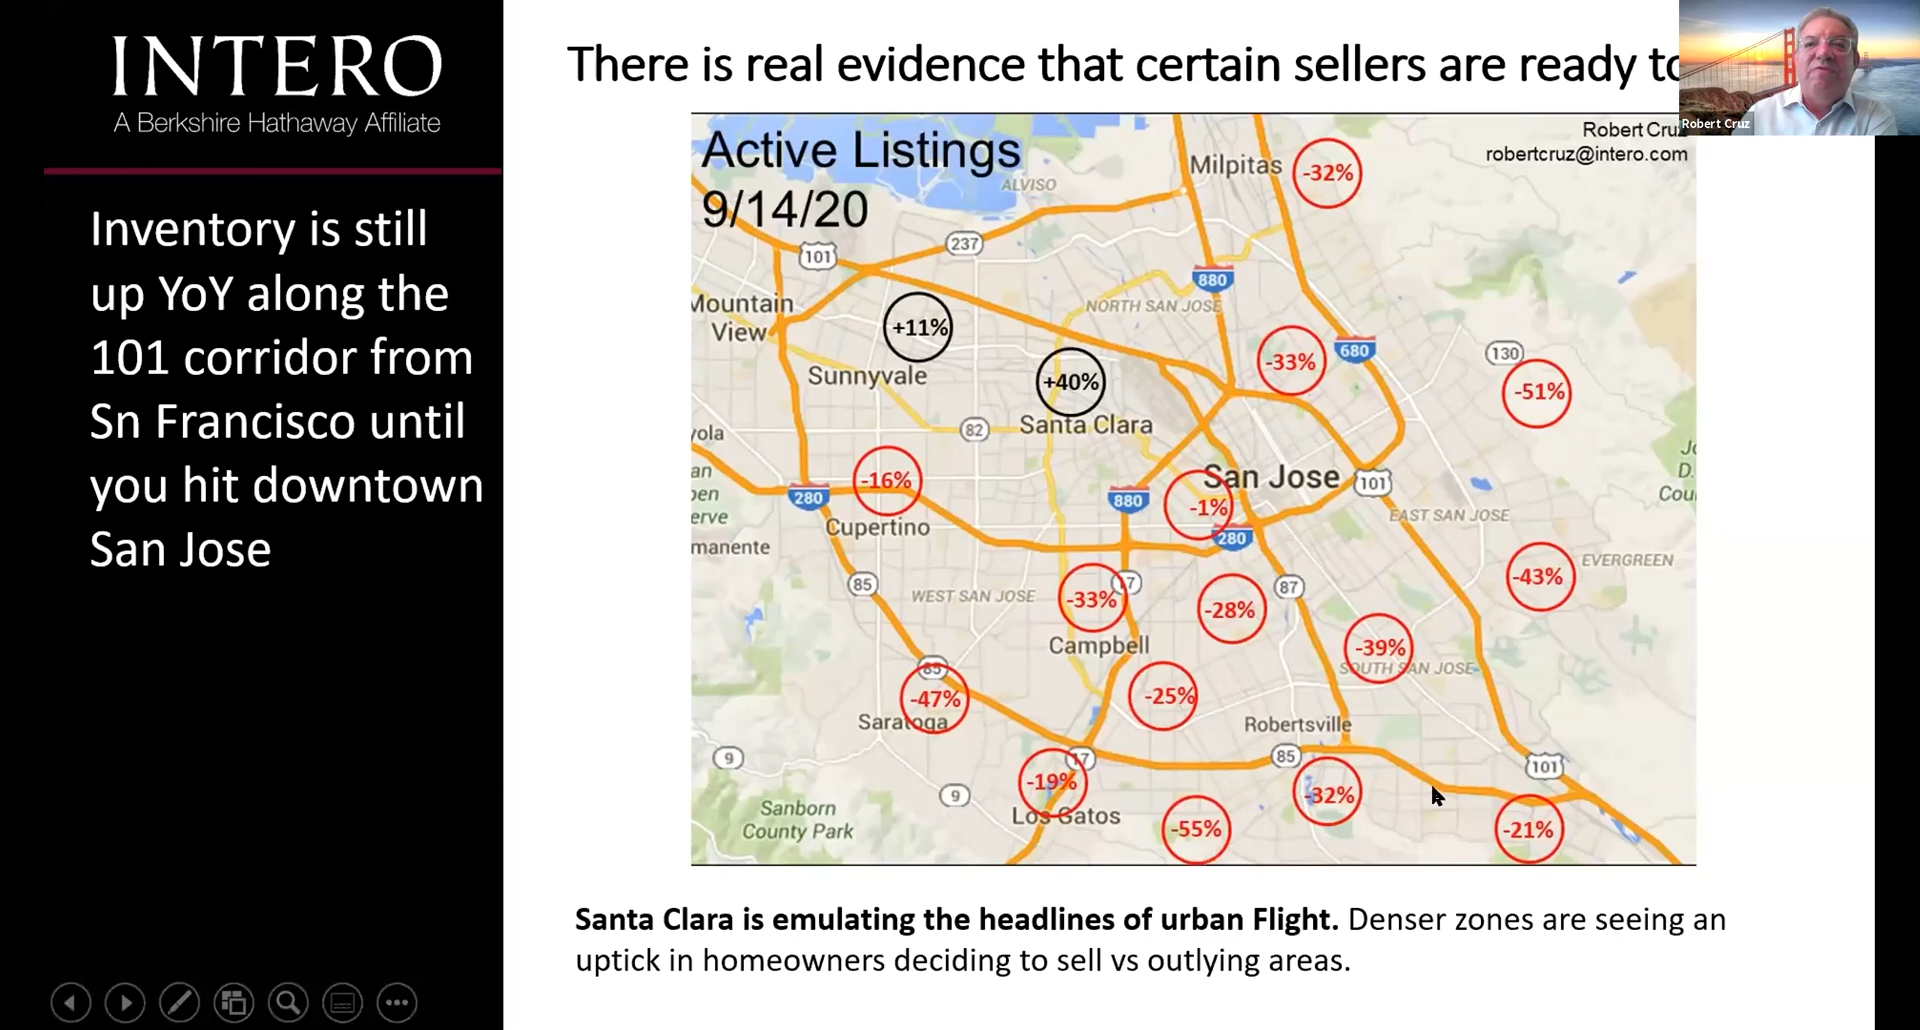 INTERO
A Berkshire Hathaway Affiliate
Inventory is still
up YoY along the
101 corridor from
Sn Francisco until
you hit downtown
San Jose
There is real evidence that certain sellers are ready
Robert Cruz
Active Listings
9/14/20
Robert Cruz
robertcruz@intero.com
Milpitas
-32%
ALVISO
237
101
880
Mountain
View
NORTH SAN JOSE
+11%
Sunnyvale
+40%
Santa Clara
-33%
680
130
-51%
82
-16%
280
Cupertino
880
San Jose
-1%
101
280
EAST SAN JOSE
manente
85
WEST SAN JOSE
-33%
17
Campbell
-28%
87
-43%
EVERGREEN
-39%
SOUTH SAN JOSE
85
-47%
Saratoga
-25%
Robertsville
9
17
85
101
-19%
Los Gatos
9
Sanborn
County Park
-55%
-32%
-21%
Santa Clara is emulating the headlines of urban Flight. Denser zones are seeing an
uptick in homeowners deciding to sell vs outlying areas.